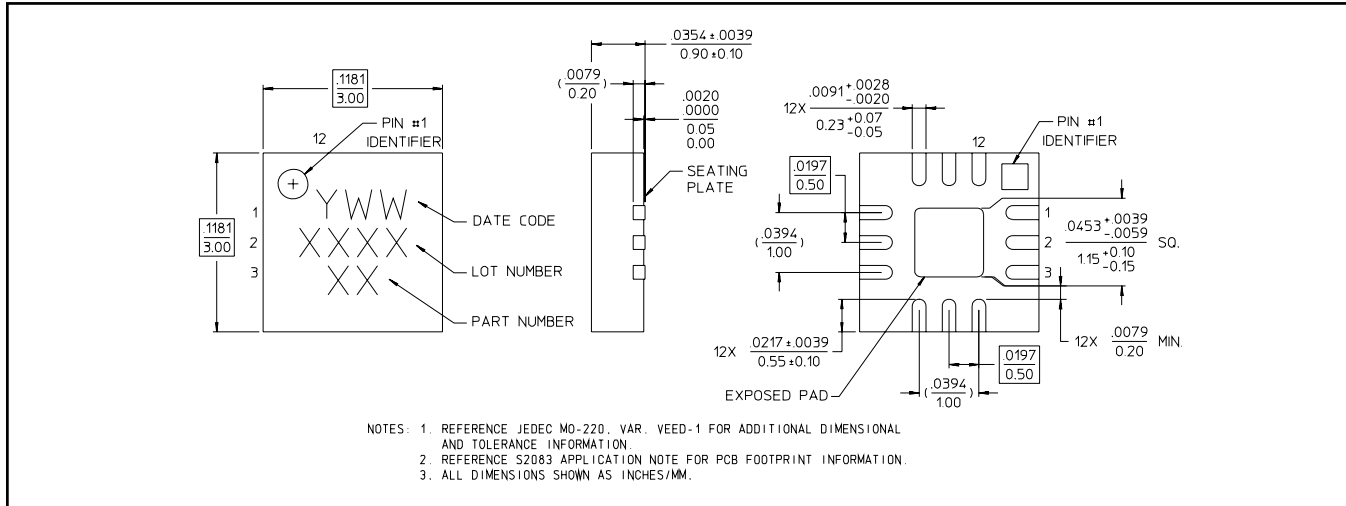 .1181
3.00
12
PIN #1
IDENTIFIER
.1181
3.00
1
2
3
YWW
XXXX
XX
DATE CODE
LOT NUMBER
PART NUMBER
.0354 ±.0039
0.90 ±0.10
( .0079
0.20 )
.0020
.0000
0.05
0.00
SEATING
PLATE
12X .0091 +.0028
-.0020
0.23 +0.07
-0.05
12
PIN #1
IDENTIFIER
.0197
0.50
( .0394
1.00 )
1
2
3
.0453 +.0039
-.0059 SQ.
1.15 +0.10
-0.15
12X .0217 ±.0039
0.55 ±0.10
12X .0079 MIN.
0.20
.0197
0.50
EXPOSED PAD
( .0394
1.00 )
NOTES: 1. REFERENCE JEDEC MO-220, VAR. VEED-1 FOR ADDITIONAL DIMENSIONAL
AND TOLERANCE INFORMATION.
2. REFERENCE S2083 APPLICATION NOTE FOR PCB FOOTPRINT INFORMATION.
3. ALL DIMENSIONS SHOWN AS INCHES/MM.